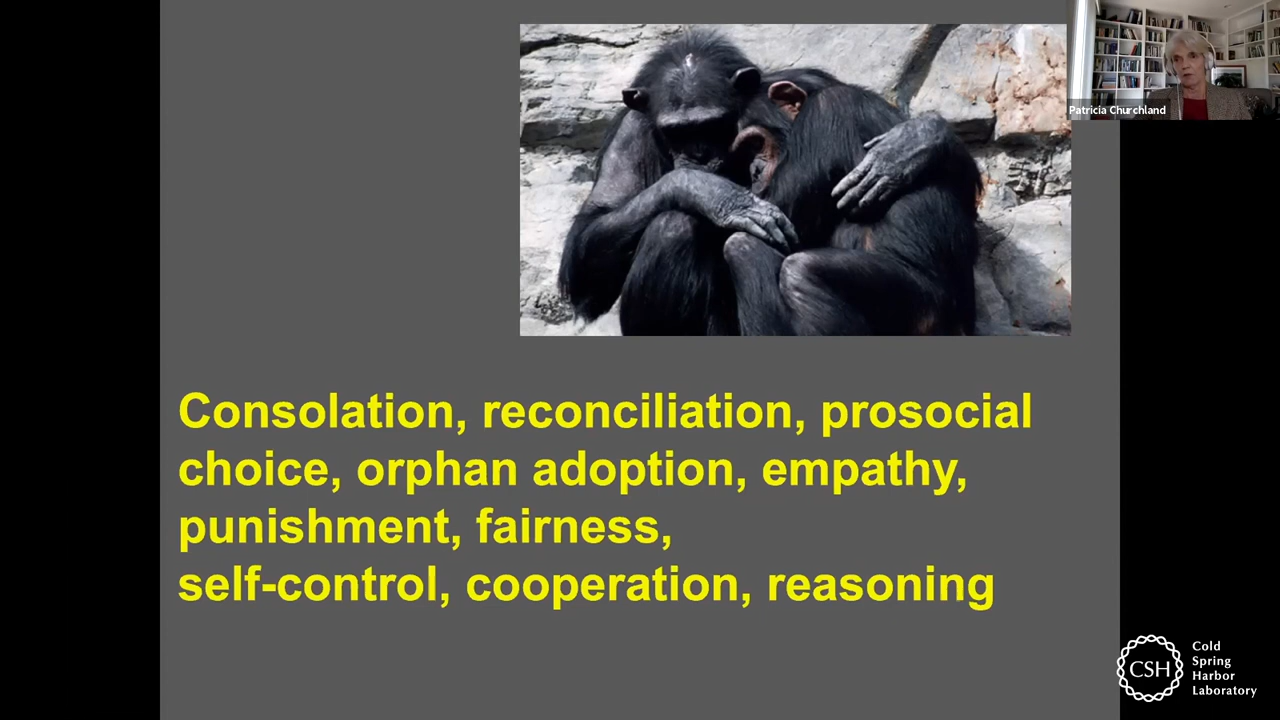 Patricia Churchland
Consolation, reconciliation, prosocial
choice, orphan adoption, empathy,
punishment, fairness,
self-control, cooperation, reasoning
CSH
Cold
Spring
Harbor
Laboratory